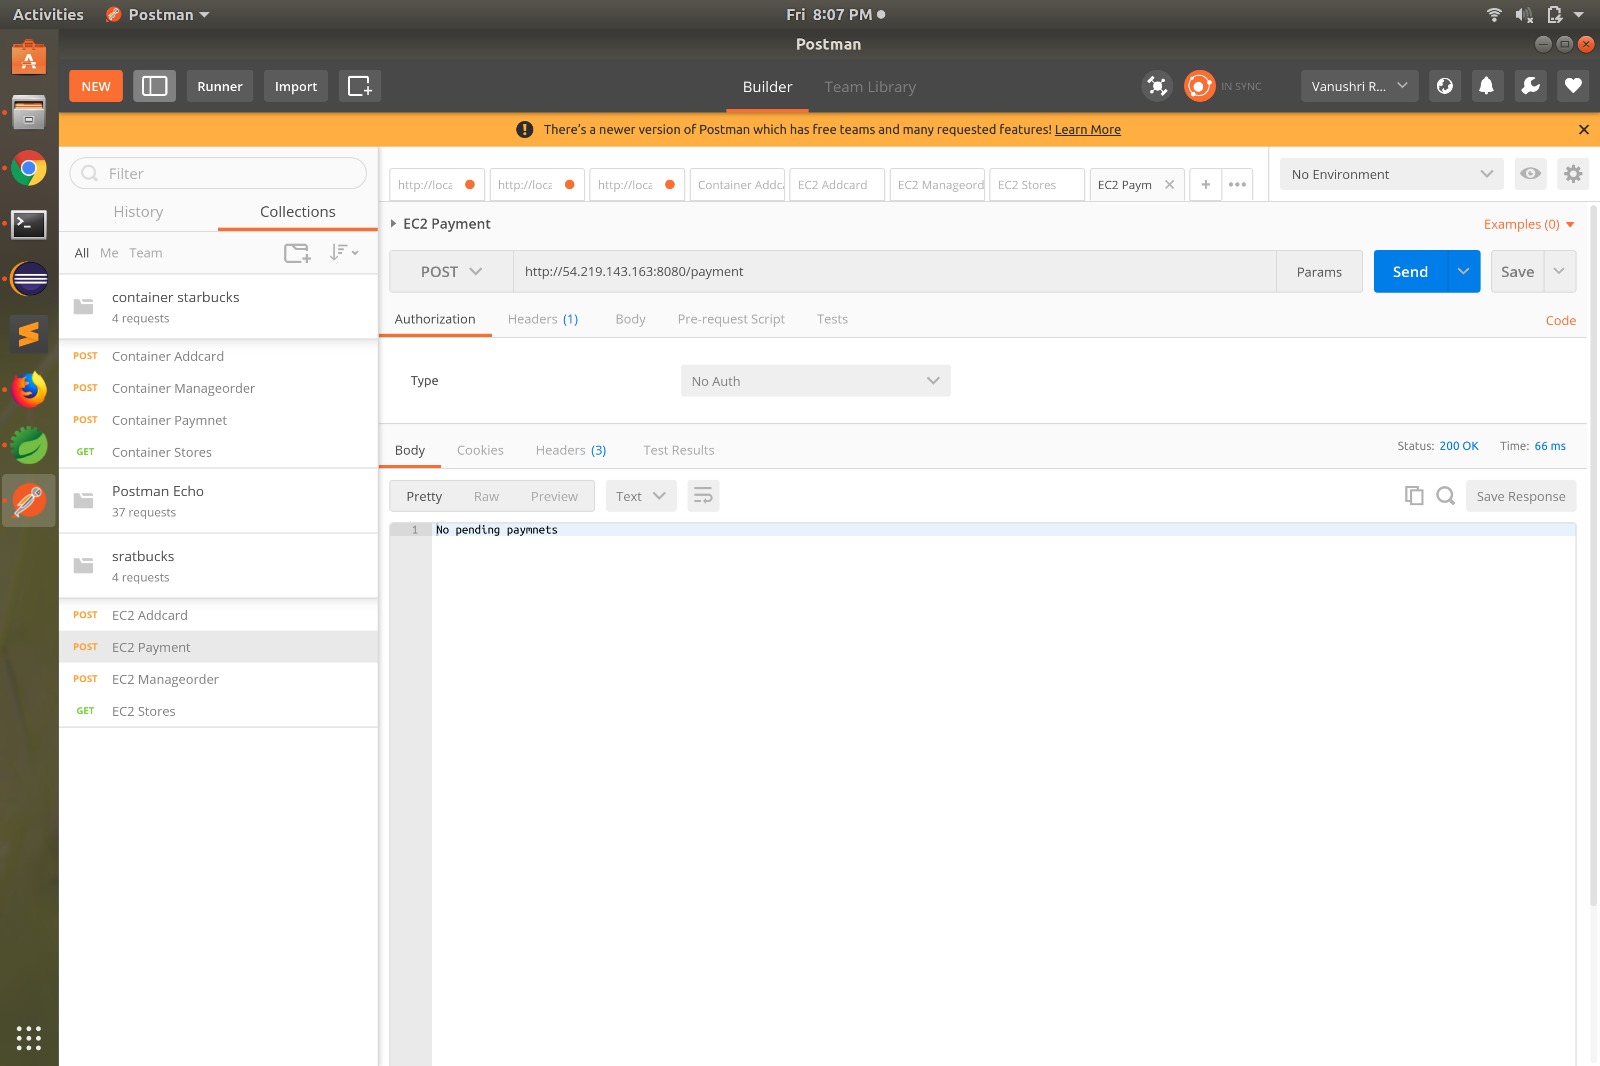 Activities Postman Fri 8:07 PM
Postman
NEW Runner Import Builder Team Library IN SYNC Vanushri R...
There's a newer version of Postman which has free teams and many requested features! Learn More
Filter
History Collections
All Me Team
container starbucks
4 requests
POST Container Addcard
POST Container Manageorder
POST Container Paymnet
GET Container Stores
Postman Echo
37 requests
sratbucks
4 requests
POST EC2 Addcard
POST EC2 Payment
POST EC2 Manageorder
GET EC2 Stores
http://loca http://loca http://loca Container Addca EC2 Addcard EC2 Manageord EC2 Stores EC2 Paym
No Environment
EC2 Payment Examples (0)
POST http://54.219.143.163:8080/payment Params Send Save
Authorization Headers (1) Body Pre-request Script Tests Code
Type No Auth
Body Cookies Headers (3) Test Results Status: 200 OK Time: 66 ms
Pretty Raw Preview Text Save Response
1 No pending paymnets